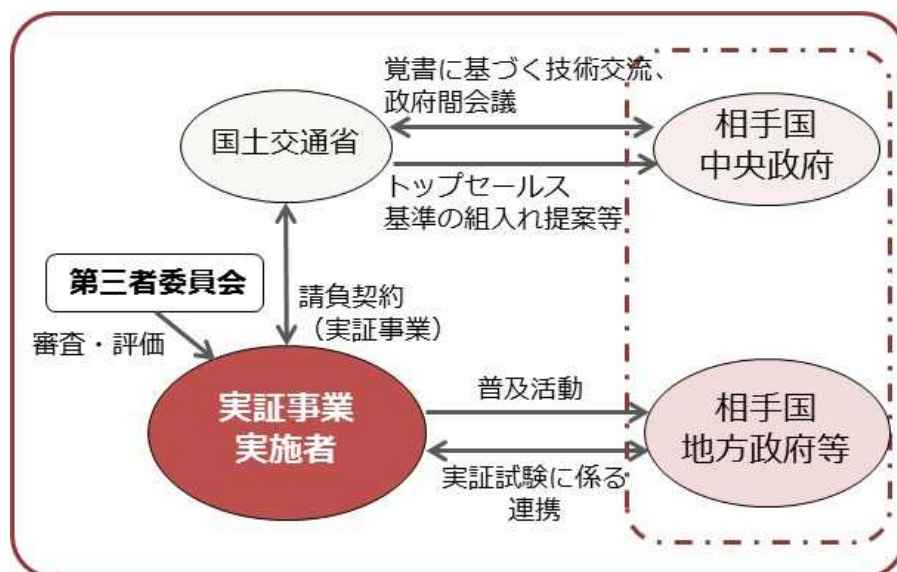 覚書に基づく技術交流、
政府間会議
国土交通省
相手国
中央政府
トップセールス
基準の組入れ提案等
第三者委員会
請負契約
（実証事業）
審査・評価
実証事業
実施者
普及活動
相手国
地方政府等
実証試験に係る
連携